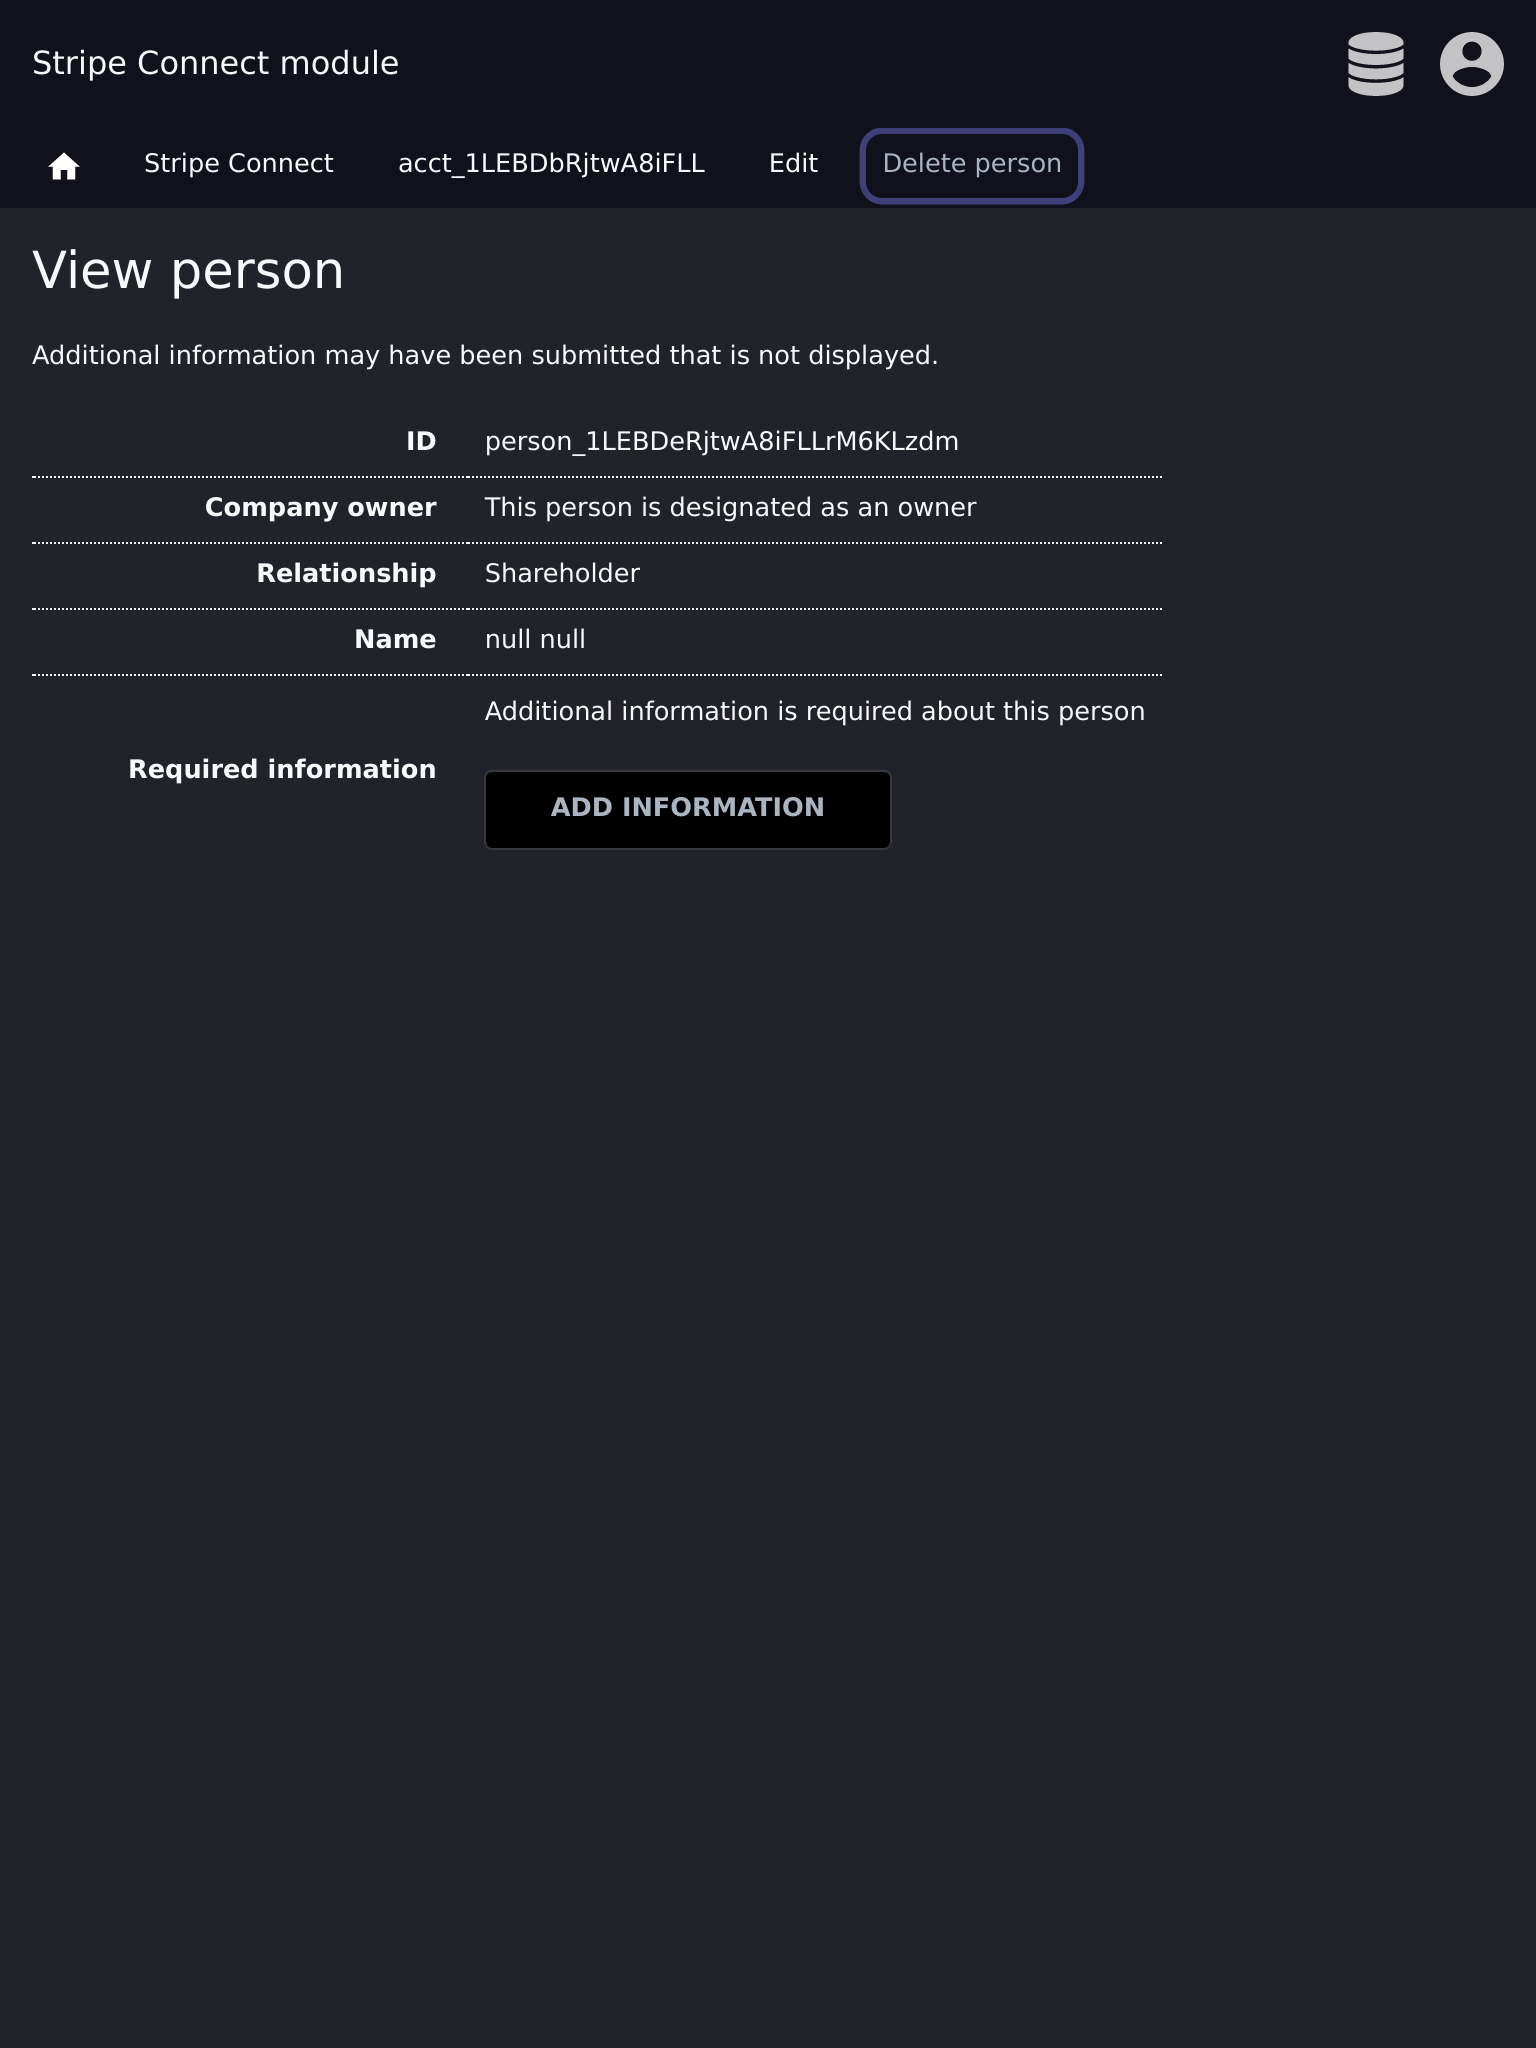 Stripe Connect module
Stripe Connect acct_1LEBDbRjtwA8iFLL Edit Delete person
View person
Additional information may have been submitted that is not displayed.
ID person_1LEBDeRjtwA8iFLLrM6KLzdm
Company owner This person is designated as an owner
Relationship Shareholder
Name null null
Additional information is required about this person
Required information
ADD INFORMATION